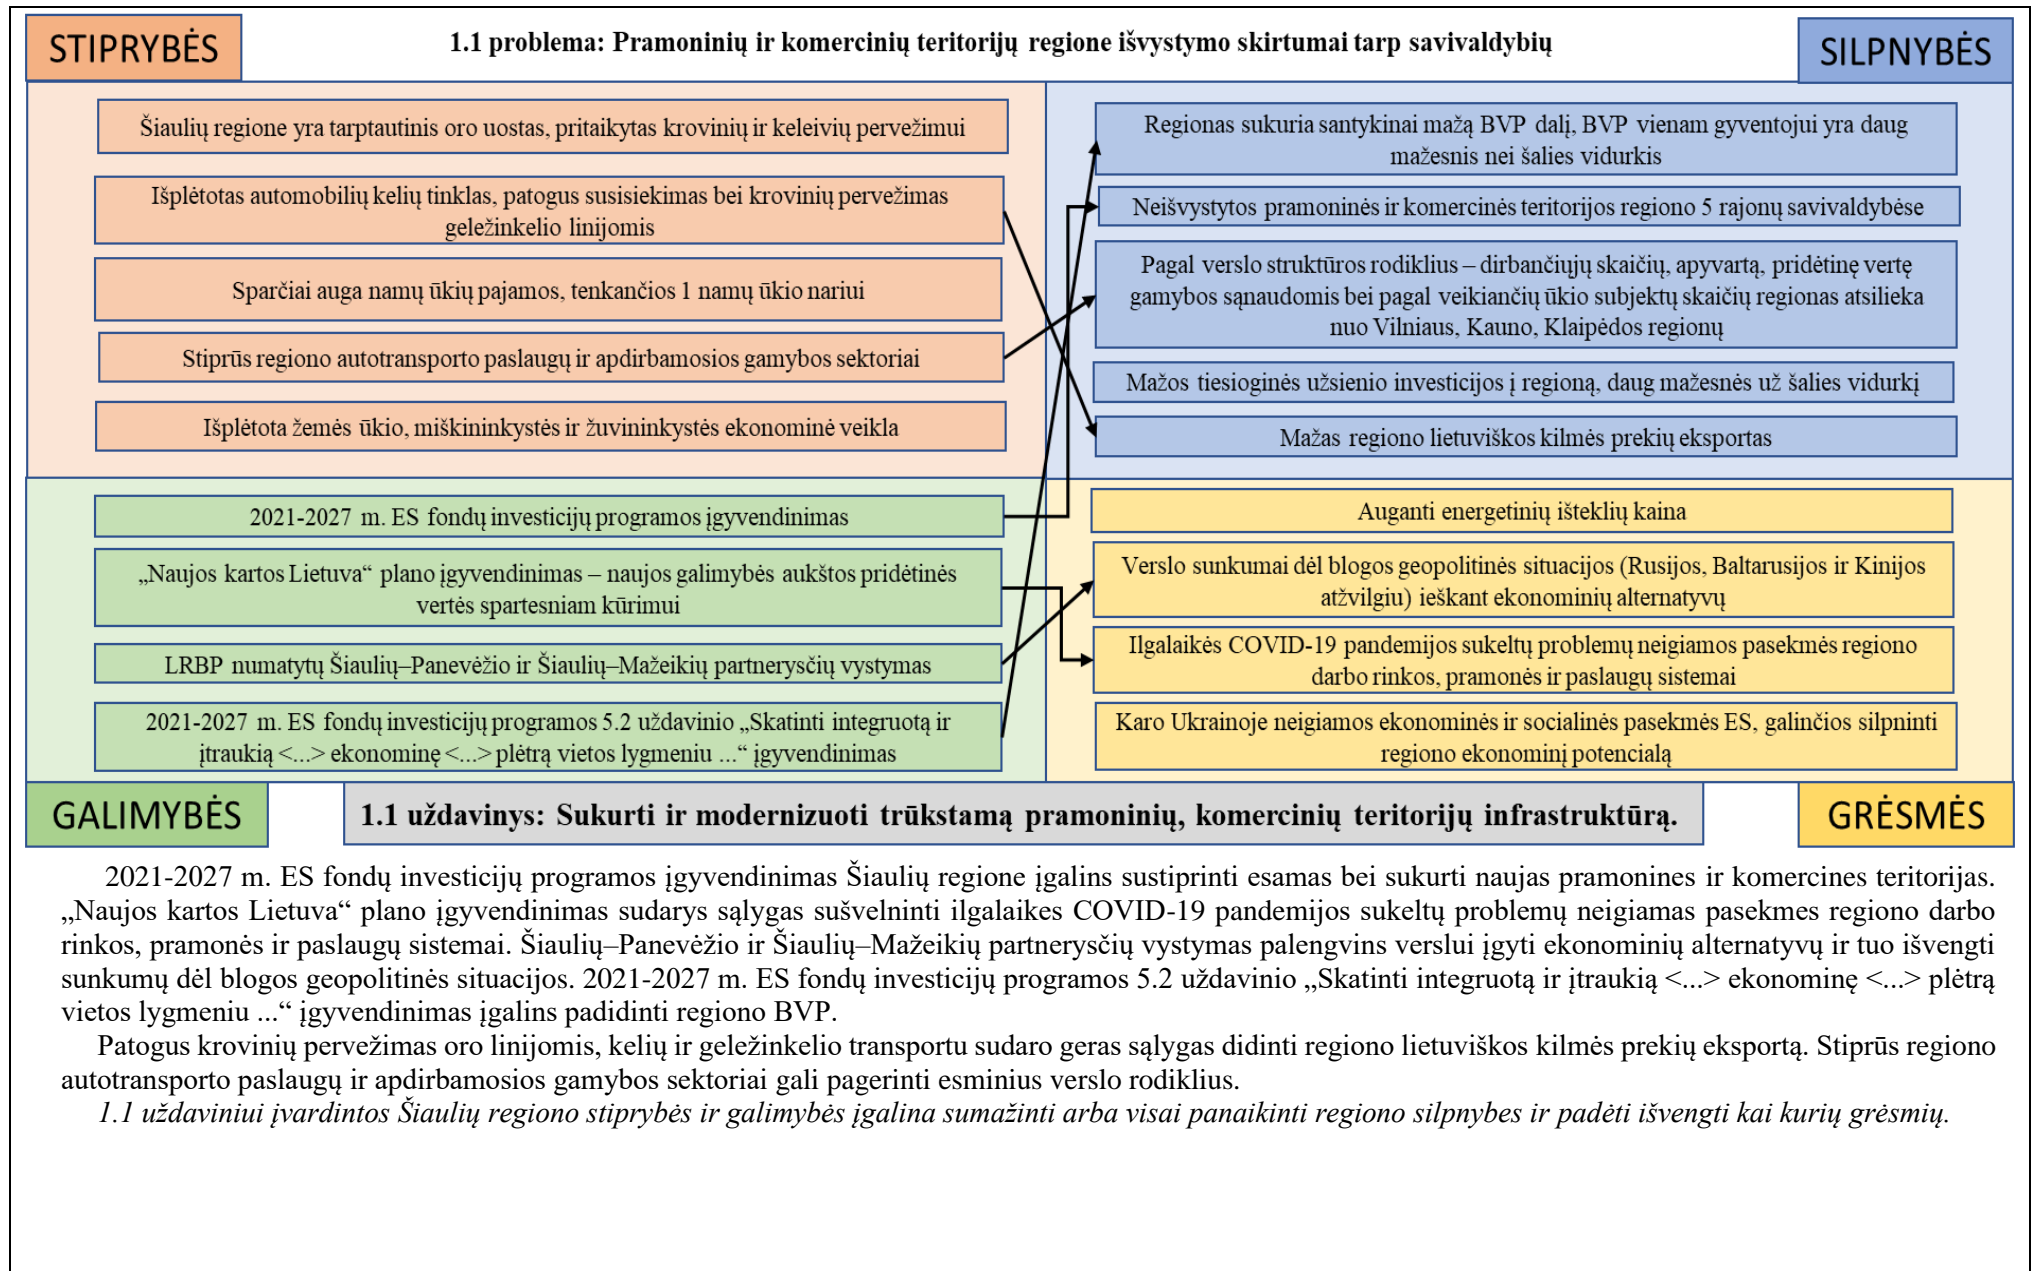 STIPRYBĖS
1.1 problema: Pramoninių ir komercinių teritorijų regione išvystymo skirtumai tarp savivaldybių
SILPNYBĖS
Šiaulių regione yra tarptautinis oro uostas, pritaikytas krovinių ir keleivių pervežimui
Išplėtotas automobilių kelių tinklas, patogus susisiekimas bei krovinių pervežimas
geležinkelio linijomis
Sparčiai auga namų ūkių pajamos, tenkančios 1 namų ūkio nariui
Stiprūs regiono autotransporto paslaugų ir apdirbamosios gamybos sektoriai
Išplėtota žemės ūkio, miškininkystės ir žuvininkystės ekonominė veikla
Regionas sukuria santykinai mažą BVP dalį, BVP vienam gyventojui yra daug
mažesnis nei šalies vidurkis
Neišvystytos pramoninės ir komercinės teritorijos regiono 5 rajonų savivaldybėse
Pagal verslo struktūros rodiklius – dirbančiųjų skaičių, apyvartą, pridėtinę vertę
gamybos sąnaudomis bei pagal veikiančių ūkio subjektų skaičių regionas atsilieka
nuo Vilniaus, Kauno, Klaipėdos regionų
Mažos tiesioginės užsienio investicijos į regioną, daug mažesnės už šalies vidurkį
Mažas regiono lietuviškos kilmės prekių eksportas
2021-2027 m. ES fondų investicijų programos įgyvendinimas
„Naujos kartos Lietuva“ plano įgyvendinimas – naujos galimybės aukštos pridėtinės
vertės spartesniam kūrimui
LRBP numatytų Šiaulių–Panevėžio ir Šiaulių–Mažeikių partnerysčių vystymas
2021-2027 m. ES fondų investicijų programos 5.2 uždavinio „Skatinti integruotą ir
įtraukią <...> ekonominę <...> plėtrą vietos lygmeniu ...“ įgyvendinimas
Auganti energetinių išteklių kaina
Verslo sunkumai dėl blogos geopolitinės situacijos (Rusijos, Baltarusijos ir Kinijos
atžvilgiu) ieškant ekonominių alternatyvų
Ilgalaikės COVID-19 pandemijos sukeltų problemų neigiamos pasekmės regiono
darbo rinkos, pramonės ir paslaugų sistemai
Karo Ukrainoje neigiamos ekonominės ir socialinės pasekmės ES, galinčios silpninti
regiono ekonominį potencialą
GALIMYBĖS
1.1 uždavinys: Sukurti ir modernizuoti trūkstamą pramoninių, komercinių teritorijų infrastruktūrą.
GRĖSMĖS
2021-2027 m. ES fondų investicijų programos įgyvendinimas Šiaulių regione įgalins sustiprinti esamas bei sukurti naujas pramonines ir komercines teritorijas.
„Naujos kartos Lietuva“ plano įgyvendinimas sudarys sąlygas sušvelninti ilgalaikes COVID-19 pandemijos sukeltų problemų neigiamas pasekmes regiono darbo
rinkos, pramonės ir paslaugų sistemai. Šiaulių–Panevėžio ir Šiaulių–Mažeikių partnerysčių vystymas palengvins verslui įgyti ekonominių alternatyvų ir tuo išvengti
sunkumų dėl blogos geopolitinės situacijos. 2021-2027 m. ES fondų investicijų programos 5.2 uždavinio „Skatinti integruotą ir įtraukią <...> ekonominę <...> plėtrą
vietos lygmeniu ...“ įgyvendinimas įgalins padidinti regiono BVP.
Patogus krovinių pervežimas oro linijomis, kelių ir geležinkelio transportu sudaro geras sąlygas didinti regiono lietuviškos kilmės prekių eksportą. Stiprūs regiono
autotransporto paslaugų ir apdirbamosios gamybos sektoriai gali pagerinti esminius verslo rodiklius.
1.1 uždaviniui įvardintos Šiaulių regiono stiprybės ir galimybės įgalina sumažinti arba visai panaikinti regiono silpnybes ir padėti išvengti kai kurių grėsmių.